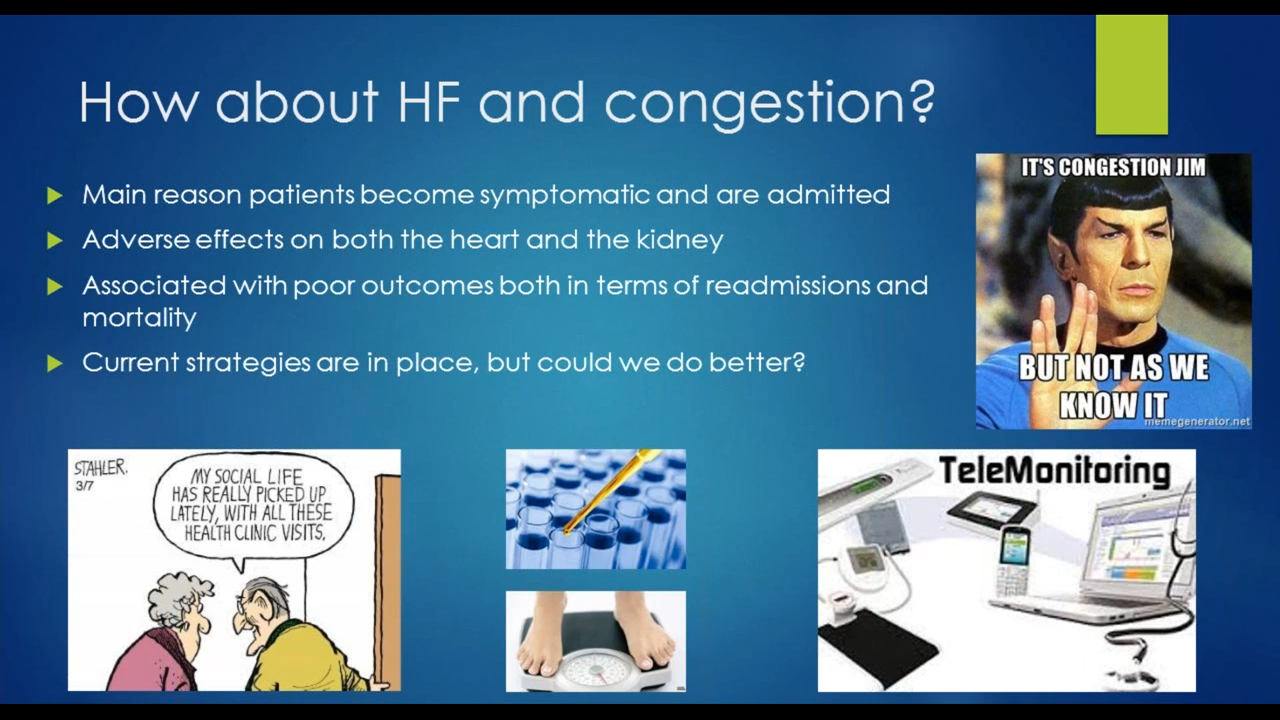 How about HF and congestion?
Main reason patients become symptomatic and are admitted
Adverse effects on both the heart and the kidney
Associated with poor outcomes both in terms of readmissions and
mortality
Current strategies are in place, but could we do better?
IT'S CONGESTION JIM
BUT NOT AS WE
KNOW IT
memegenerator.net
STAHLER.
3/7
MY SOCIAL LIFE
HAS REALLY PICKED UP
LATELY, WITH ALL THESE
HEALTH CLINIC VISITS.
TeleMonitoring